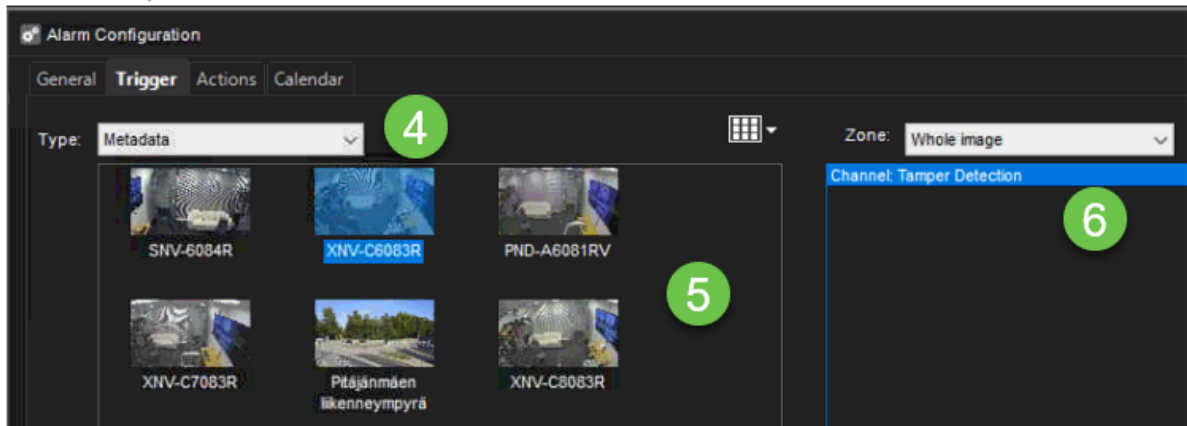 Alarm Configuration
General Trigger Actions Calendar
Type: Metadata
4
Zone: Whole image
Channel: Tamper Detection
6
SNV-6084R XNV-C6083R PND-A6081RV
5
XNV-C7083R Pitäjänmäen XNV-C8083R
liikenneympyrä